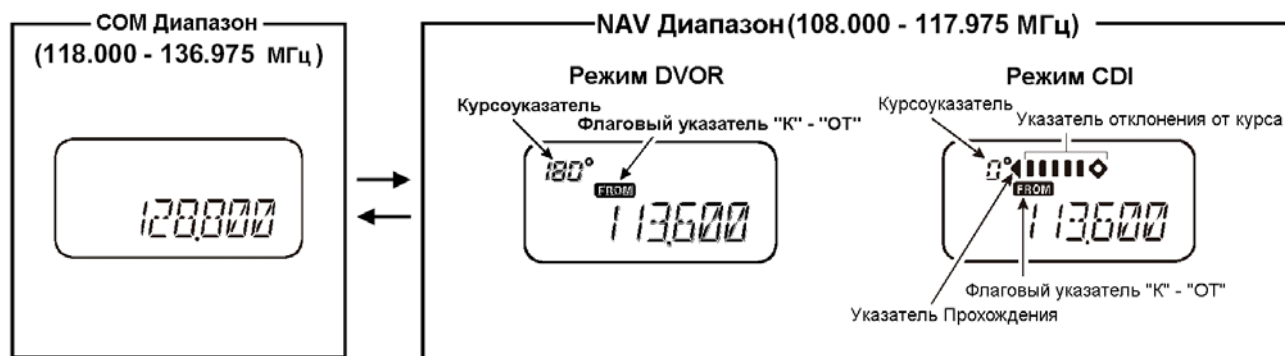 COM Диапазон
(118.000 - 136.975 МГц)
128.800
NAV Диапазон (108.000 - 117.975 МГц)
Режим DVOR
Курсоуказатель
Флаговый указатель "К" - "ОТ"
180°
FROM
113.600
Режим CDI
Курсоуказатель
Указатель отклонения от курса
0°
FROM
113.600
Флаговый указатель "К" - "ОТ"
Указатель Прохождения